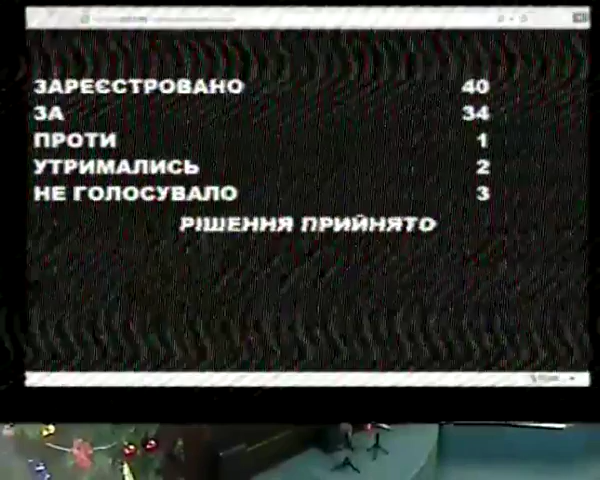 ЗАРЕЄСТРОВАНО 40
ЗА 34
ПРОТИ 1
УТРИМАЛИСЬ 2
НЕ ГОЛОСУВАЛО 3
РІШЕННЯ ПРИЙНЯТО